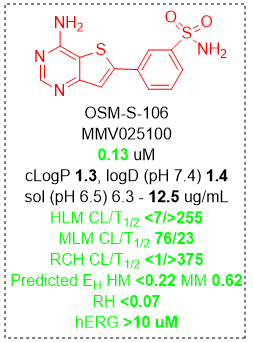 NH₂
S
O
O
S
NH₂
N
N
OSM-S-106
MMV025100
0.13 uM
cLogP 1.3, logD (pH 7.4) 1.4
sol (pH 6.5) 6.3 - 12.5 ug/mL
HLM CL/T₁/₂ <7/>255
MLM CL/T₁/₂ 76/23
RCH CL/T₁/₂ <1/>375
Predicted Eʜ HM <0.22 MM 0.62
RH <0.07
hERG >10 uM